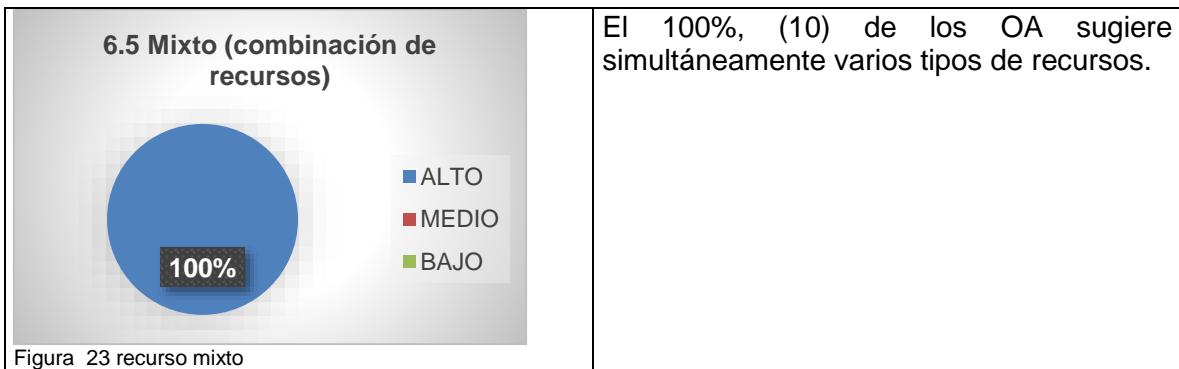 6.5 Mixto (combinación de
recursos)
100%
ALTO
MEDIO
BAJO
Figura 23 recurso mixto
El 100%, (10) de los OA sugiere
simultáneamente varios tipos de recursos.